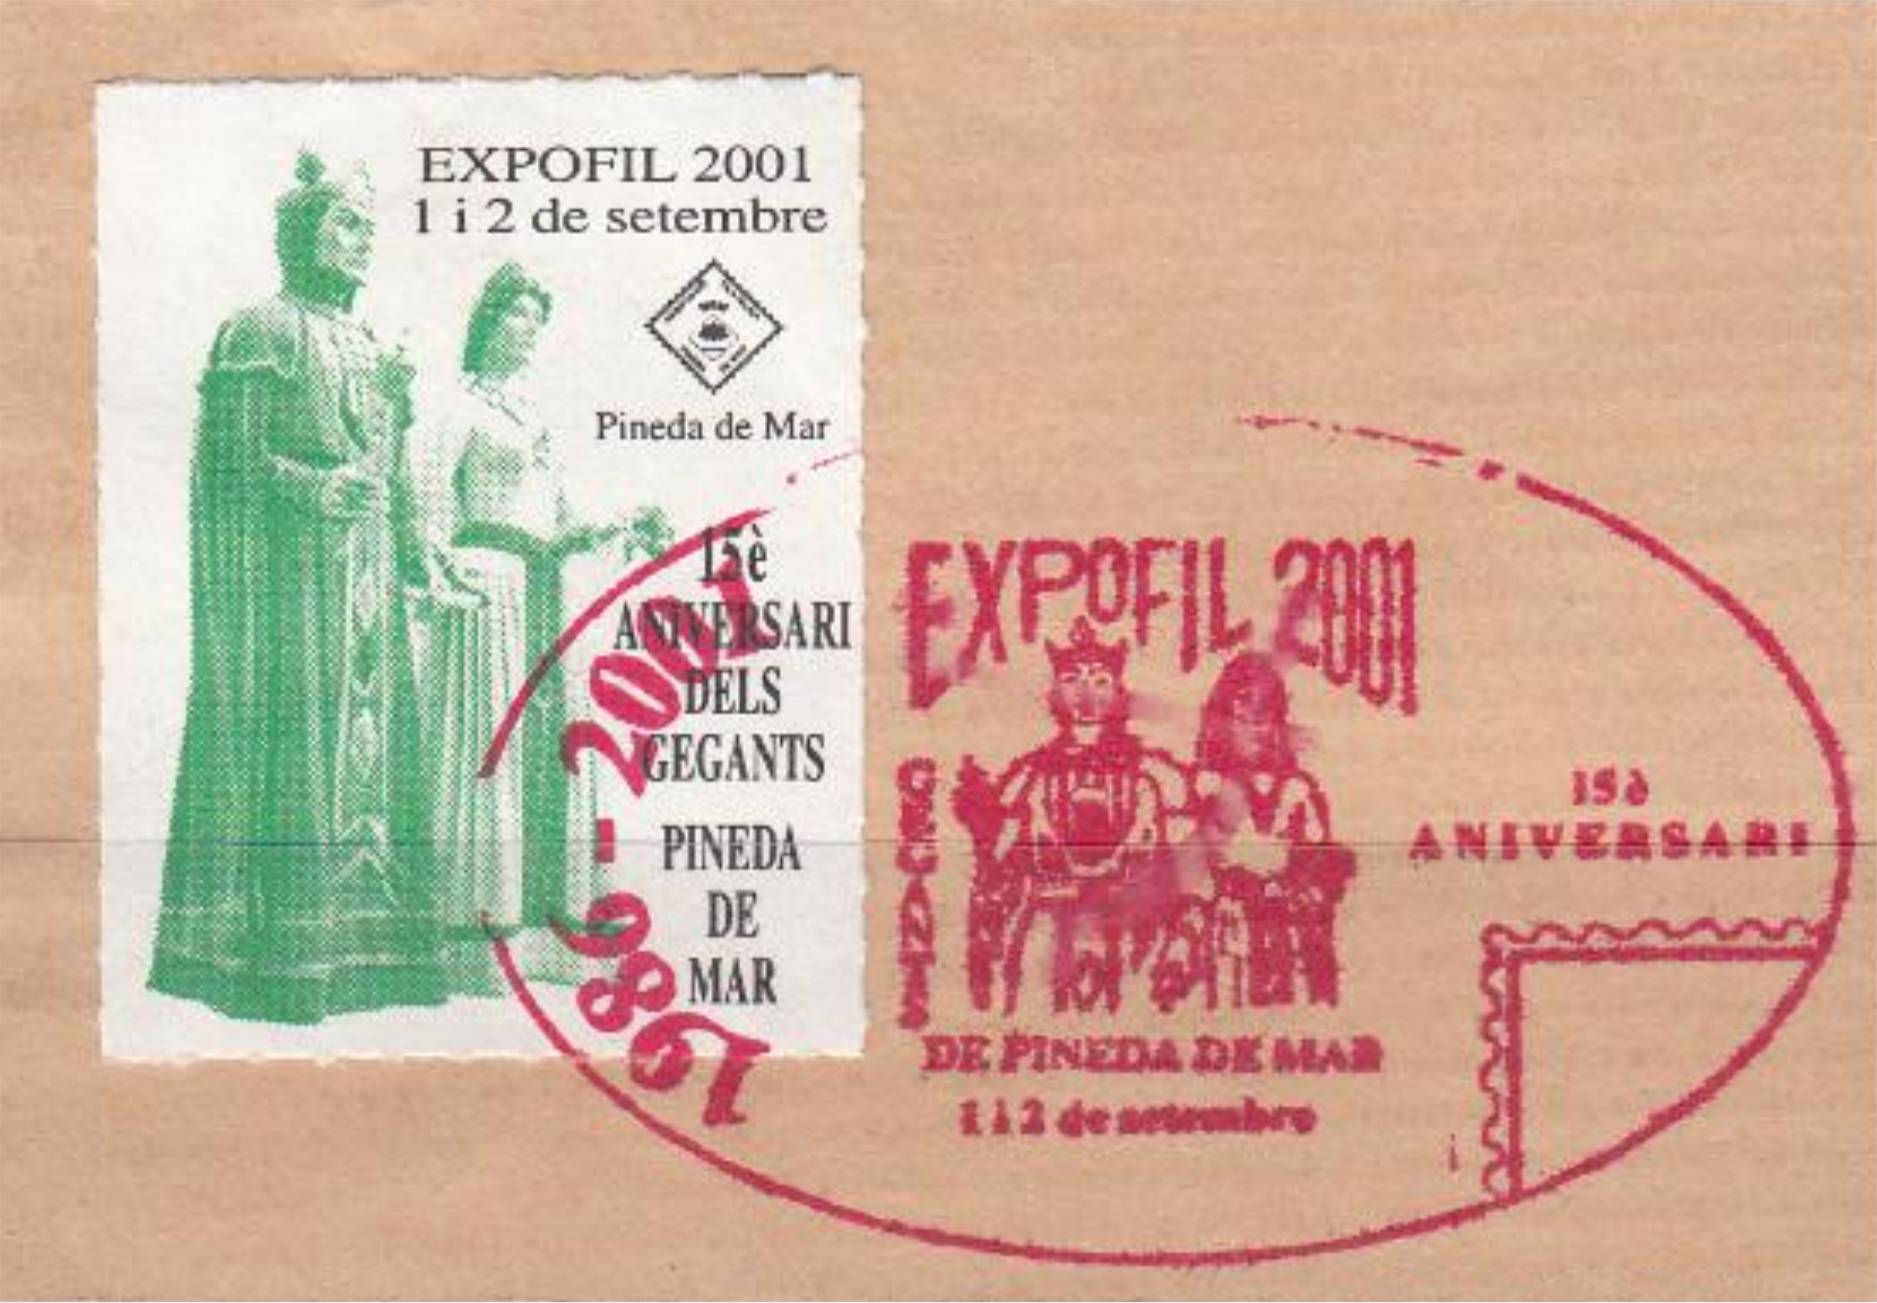 EXPOFIL 2001
1 i 2 de setembre
Pineda de Mar
15è
ANIVERSARI
DELS
GEGANTS
PINEDA
DE
MAR
1986 - 2001
EXPOFIL 2001
GEGANTS
DE PINEDA DE MAR
1 i 2 de setembre
15è
ANIVERSARI